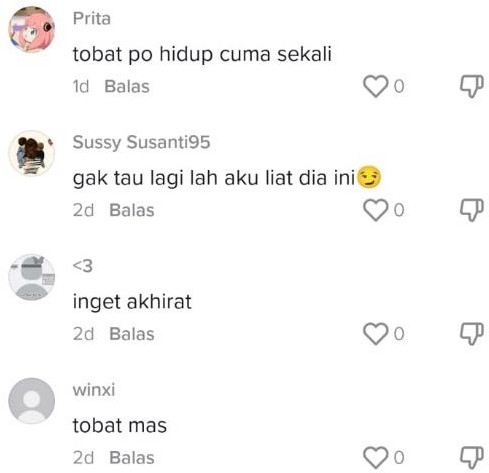 Prita
tobat po hidup cuma sekali
1d Balas 0
Sussy Susanti95
gak tau lagi lah aku liat dia ini😏
2d Balas 0
<3
inget akhirat
2d Balas 0
winxi
tobat mas
2d Balas 0